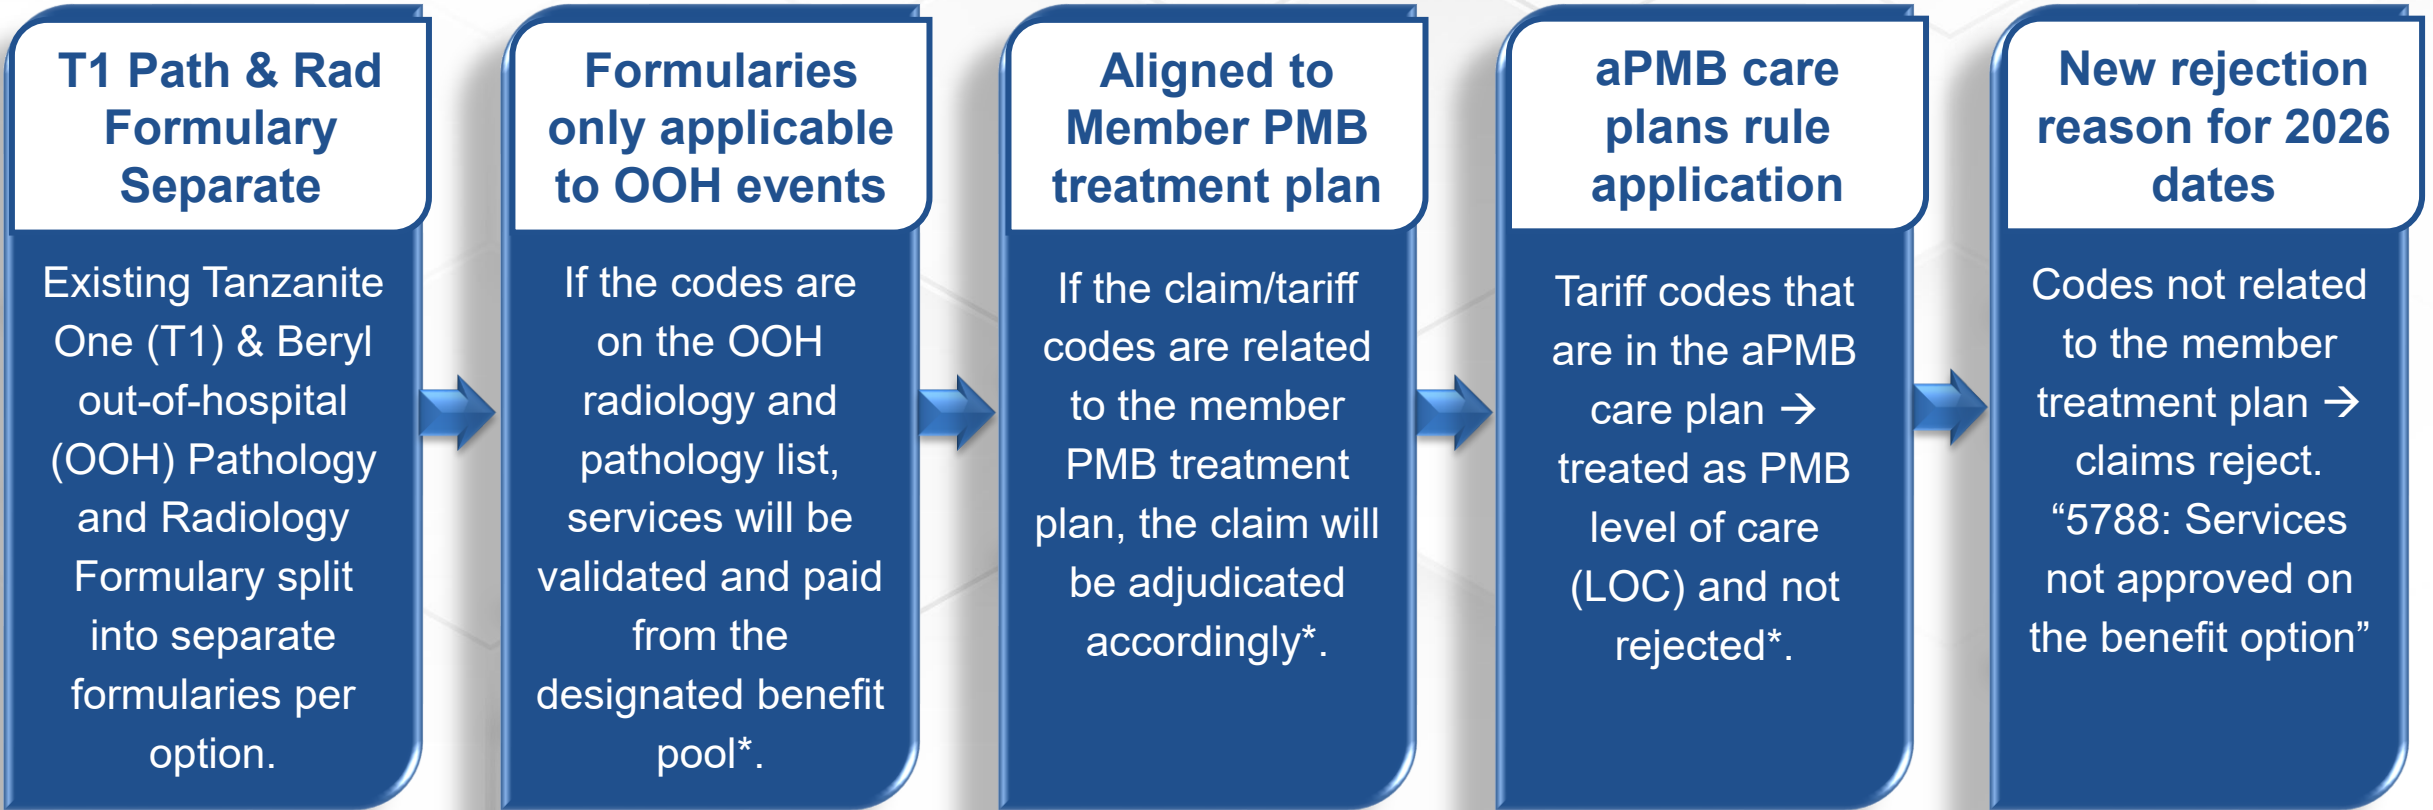 T1 Path & Rad
Formulary
Separate
Existing Tanzanite
One (T1) & Beryl
out-of-hospital
(OOH) Pathology
and Radiology
Formulary split
into separate
formularies per
option.
Formularies
only applicable
to OOH events
If the codes are
on the OOH
radiology and
pathology list,
services will be
validated and paid
from the
designated benefit
pool*.
Aligned to
Member PMB
treatment plan
If the claim/tariff
codes are related
to the member
PMB treatment
plan, the claim will
be adjudicated
accordingly*.
aPMB care
plans rule
application
Tariff codes that
are in the aPMB
care plan →
treated as PMB
level of care
(LOC) and not
rejected*.
New rejection
reason for 2026
dates
Codes not related
to the member
treatment plan →
claims reject.
“5788: Services
not approved on
the benefit option”